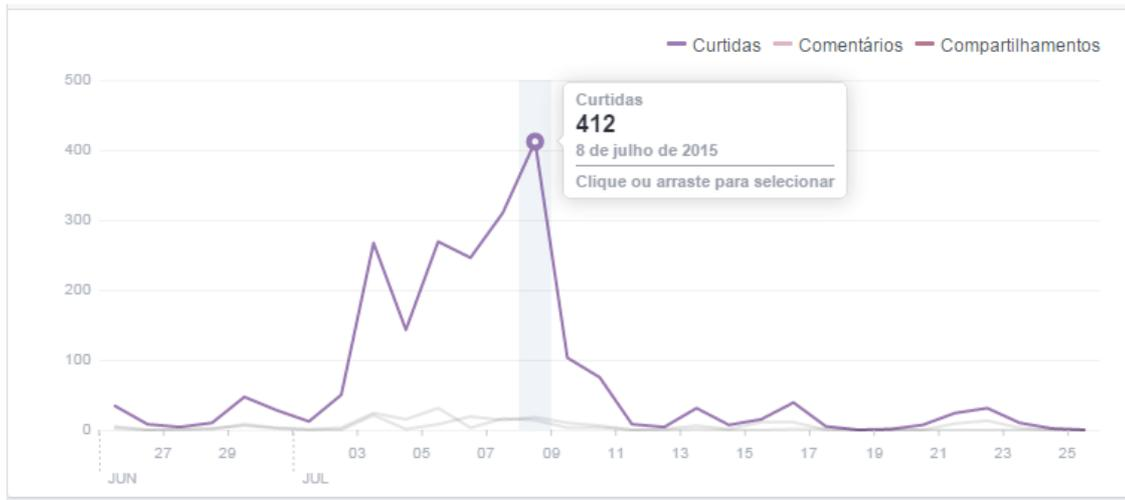 Curtidas Comentários Compartilhamentos
500
Curtidas
412
8 de julho de 2015
Clique ou arraste para selecionar
400
300
200
100
0
27 29 03 05 07 09 11 13 15 17 19 21 23 25
JUN JUL